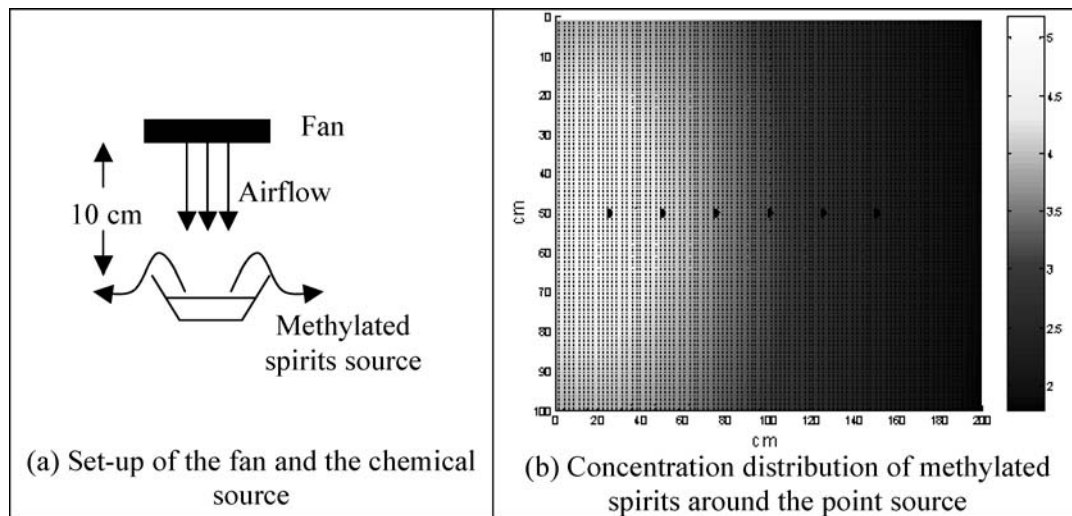 Fan
Airflow
10 cm
Methylated
spirits source
(a) Set-up of the fan and the chemical
source
0
10
20
30
40
50
60
70
80
90
100
cm
0
20
40
60
80
100
120
140
160
180
200
cm
5
4.5
4
3.5
3
2.5
2
(b) Concentration distribution of methylated
spirits around the point source